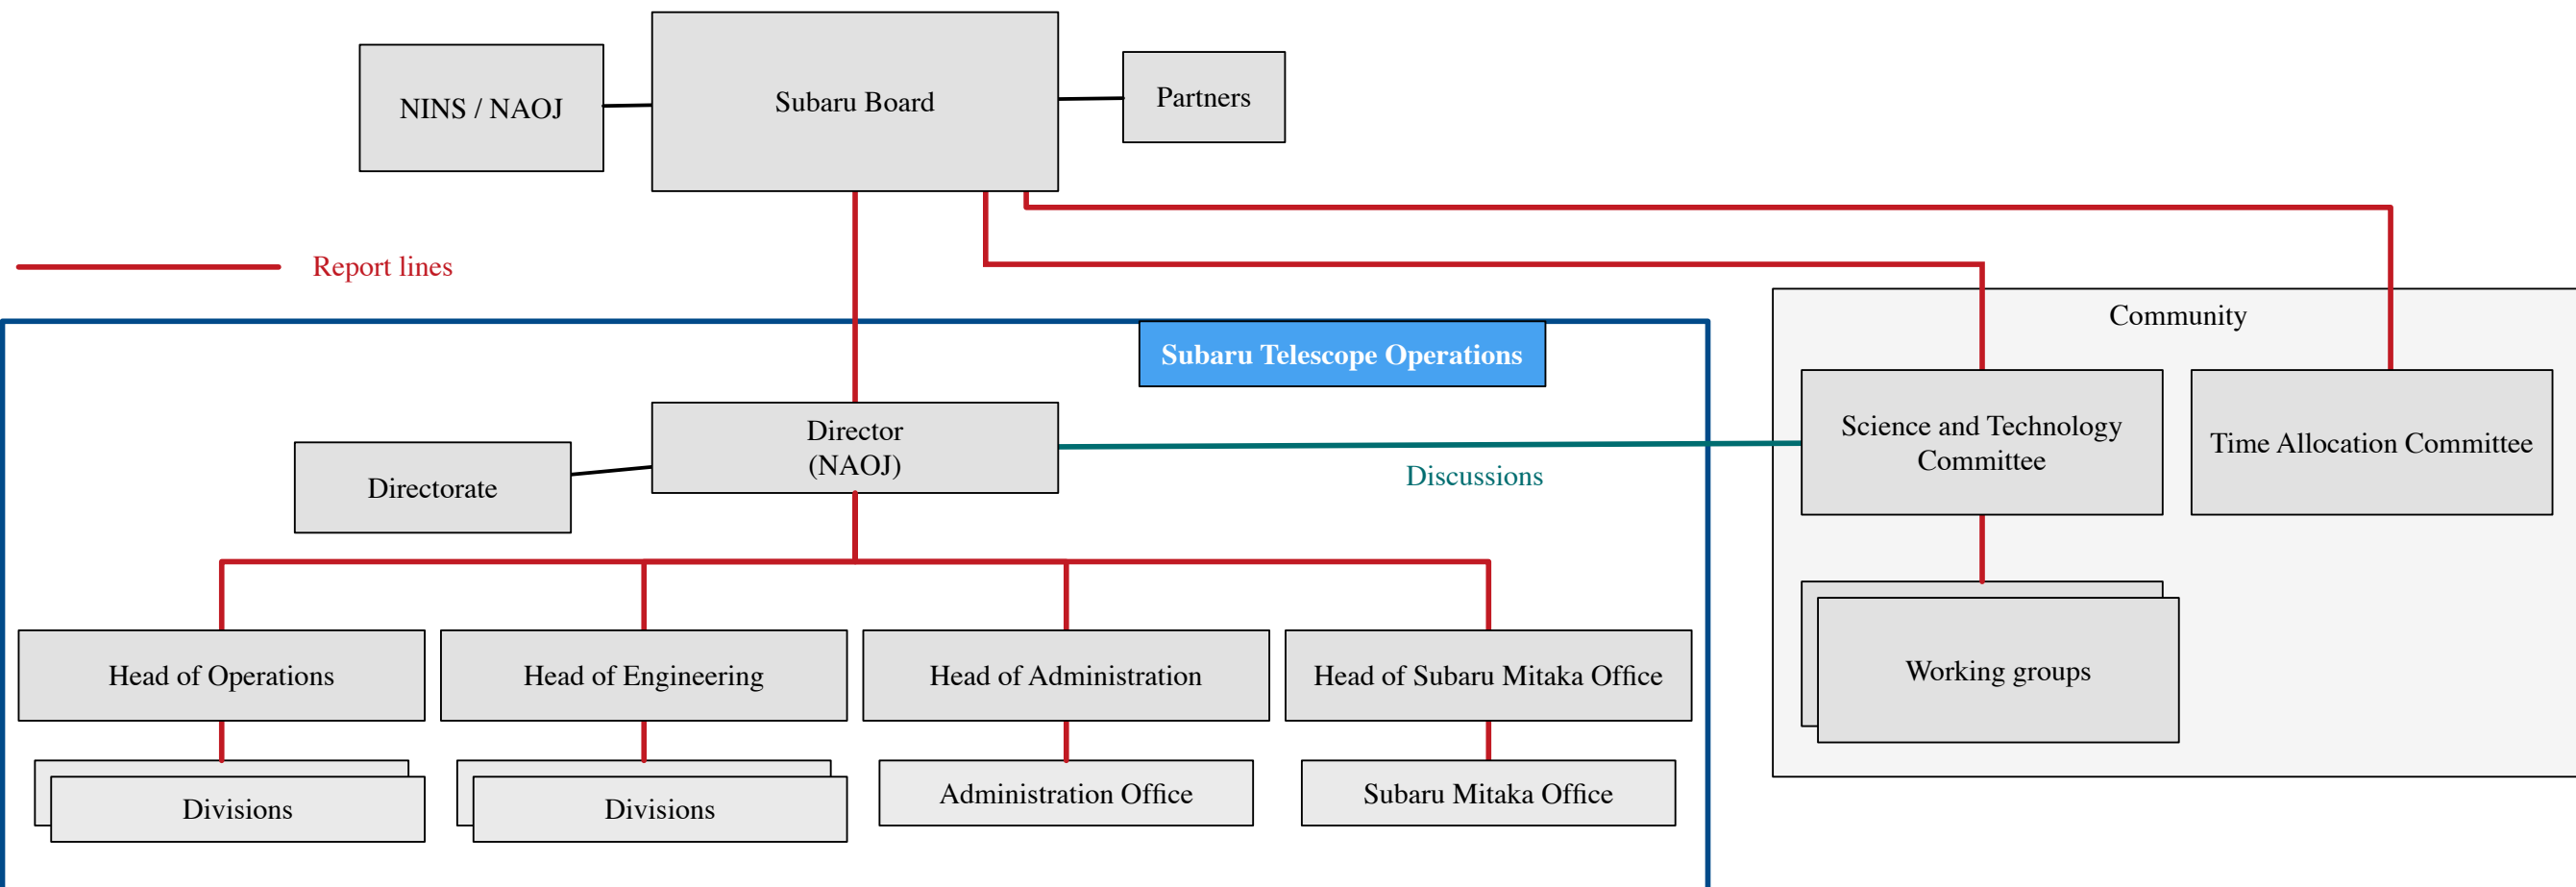 NINS / NAOJ
Subaru Board
Partners
Report lines
Community
Subaru Telescope Operations
Director
(NAOJ)
Directorate
Discussions
Science and Technology
Committee
Time Allocation Committee
Head of Operations
Head of Engineering
Head of Administration
Head of Subaru Mitaka Office
Working groups
Divisions
Divisions
Administration Office
Subaru Mitaka Office